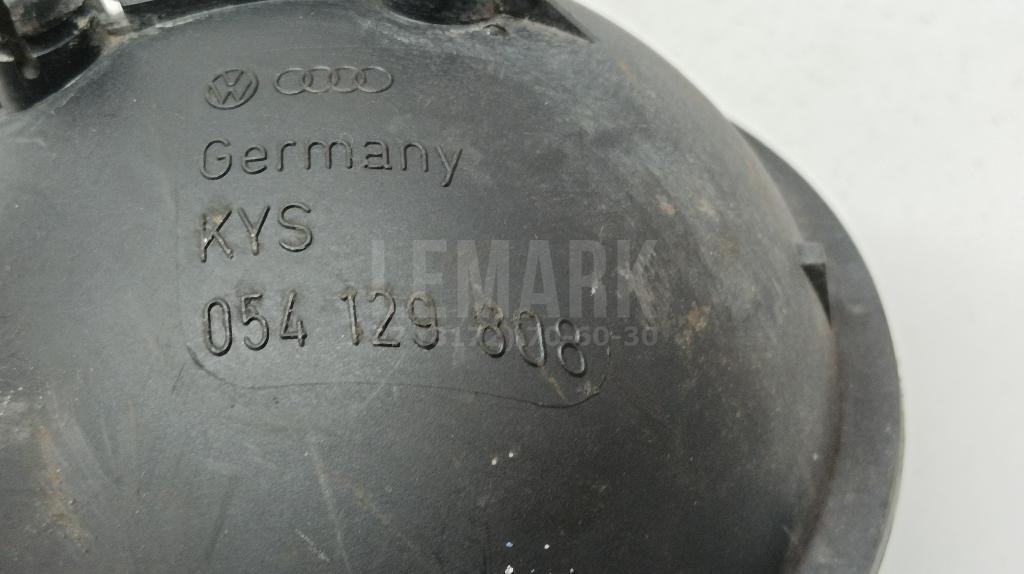 Germany
KYS
054 129 808
LEMARK